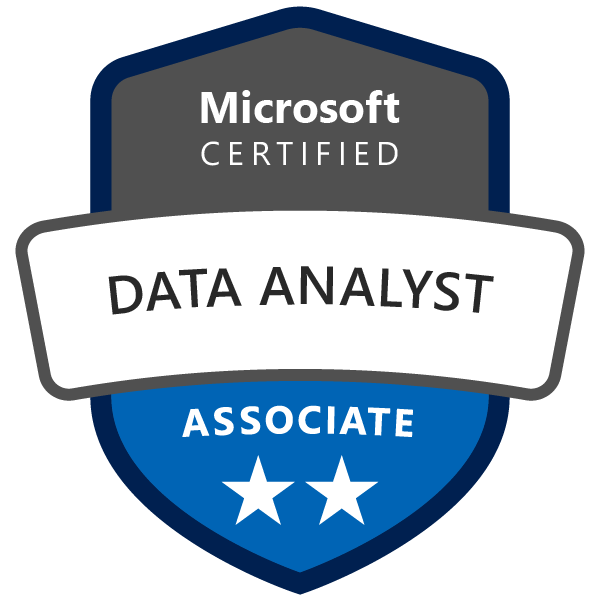 Microsoft
CERTIFIED
DATA ANALYST
ASSOCIATE